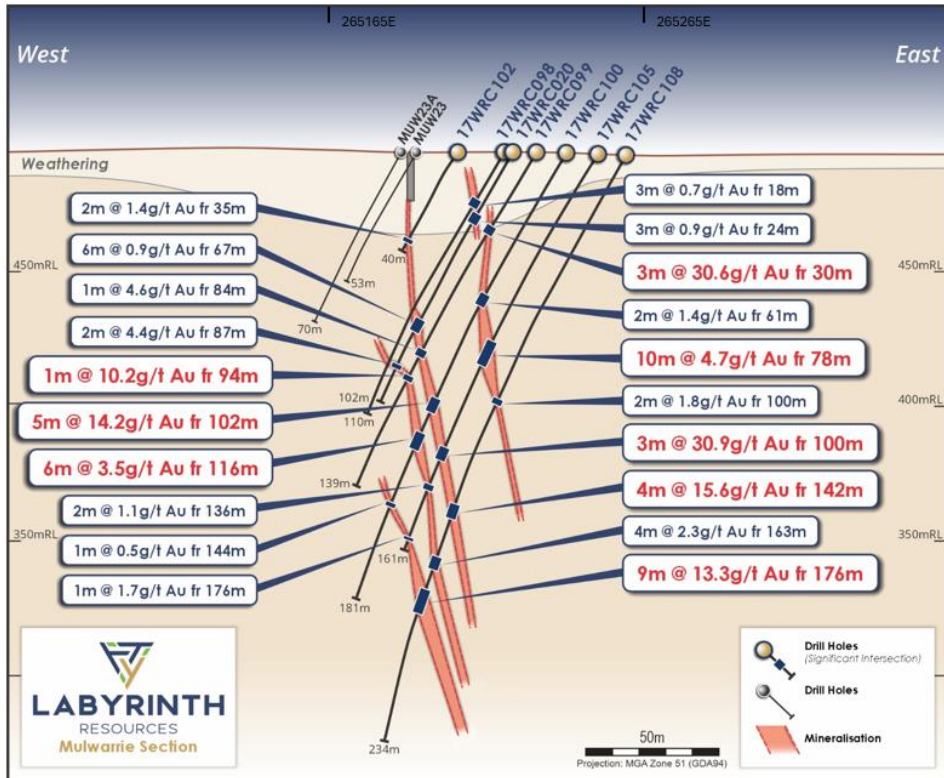 265165E
265265E
West
East
MUW23A
MUW23
17WRC102
17WRC098
17WRC020
17WRC099
17WRC100
17WRC105
17WRC108
Weathering
2m @ 1.4g/t Au fr 35m
6m @ 0.9g/t Au fr 67m
1m @ 4.6g/t Au fr 84m
2m @ 4.4g/t Au fr 87m
1m @ 10.2g/t Au fr 94m
5m @ 14.2g/t Au fr 102m
6m @ 3.5g/t Au fr 116m
2m @ 1.1g/t Au fr 136m
1m @ 0.5g/t Au fr 144m
1m @ 1.7g/t Au fr 176m
3m @ 0.7g/t Au fr 18m
3m @ 0.9g/t Au fr 24m
3m @ 30.6g/t Au fr 30m
2m @ 1.4g/t Au fr 61m
10m @ 4.7g/t Au fr 78m
2m @ 1.8g/t Au fr 100m
3m @ 30.9g/t Au fr 100m
4m @ 15.6g/t Au fr 142m
4m @ 2.3g/t Au fr 163m
9m @ 13.3g/t Au fr 176m
450mRL
450mRL
400mRL
350mRL
350mRL
40m
53m
70m
102m
110m
139m
161m
181m
234m
LABYRINTH
RESOURCES
Mulwarrie Section
50m
Projection: MGA Zone 51 (GDA94)
Drill Holes
(Significant Intersection)
Drill Holes
Mineralisation